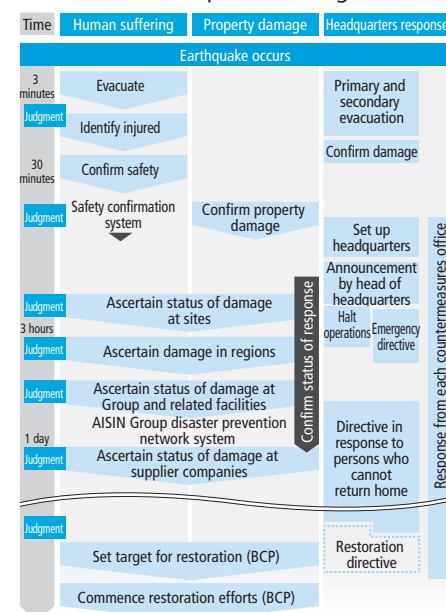 Time
Human suffering
Property damage
Headquarters response
Earthquake occurs
3
minutes
Judgment
Evacuate
Identify injured
Primary and
secondary
evacuation
Confirm damage
30
minutes
Confirm safety
Judgment
Safety confirmation
system
Confirm property
damage
Set up
headquarters
Announcement
by head of
headquarters
Halt
operations
Emergency
directive
Judgment
Ascertain status of damage
at sites
3 hours
Judgment
Ascertain damage in regions
Judgment
Ascertain status of damage at
Group and related facilities
AISIN Group disaster prevention
network system
1 day
Judgment
Ascertain status of damage at
supplier companies
Confirm status of response
Directive in
response to
persons who
cannot
return home
Response from each countermeasures office
Judgment
Set target for restoration (BCP)
Restoration
directive
Commence restoration efforts (BCP)